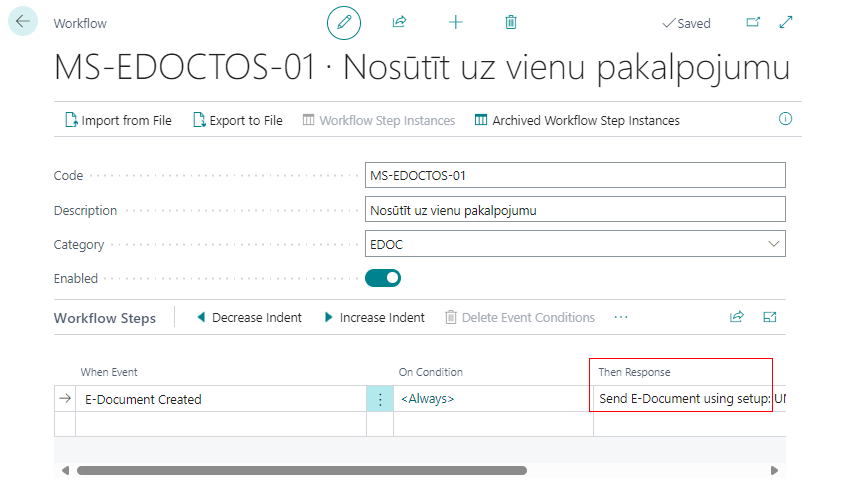 Workflow
Saved
MS-EDOCTOS-01 · Nosūtīt uz vienu pakalpojumu
Import from File
Export to File
Workflow Step Instances
Archived Workflow Step Instances
Code
MS-EDOCTOS-01
Description
Nosūtīt uz vienu pakalpojumu
Category
EDOC
Enabled
Workflow Steps
Decrease Indent
Increase Indent
Delete Event Conditions
When Event
On Condition
Then Response
E-Document Created
<Always>
Send E-Document using setup: